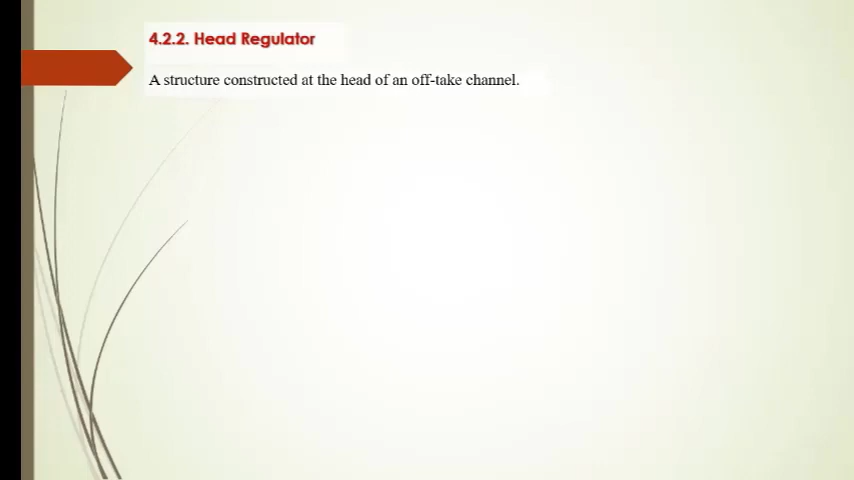 4.2.2. Head Regulator
A structure constructed at the head of an off-take channel.